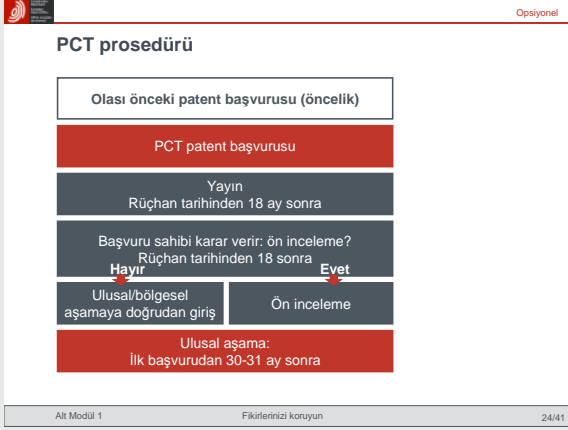 Opsiyonel
PCT prosedürü
Olası önceki patent başvurusu (öncelik)
PCT patent başvurusu
Yayın
Rüçhan tarihinden 18 ay sonra
Başvuru sahibi karar verir: ön inceleme?
Rüçhan tarihinden 18 sonra
Hayır
Evet
Ulusal/bölgesel
aşamaya doğrudan giriş
Ön inceleme
Ulusal aşama:
İlk başvurudan 30-31 ay sonra
Alt Modül 1
Fikirlerinizi koruyun
24/41